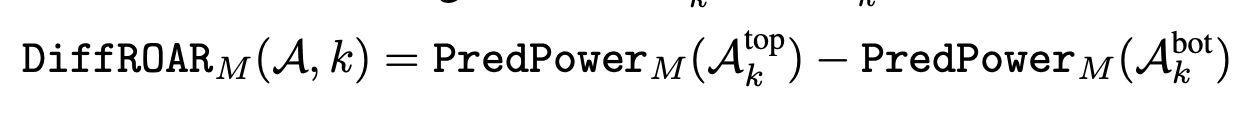 DiffROAR_M(𝒜, k) = PredPower_M(𝒜_k^top) − PredPower_M(𝒜_k^bot)